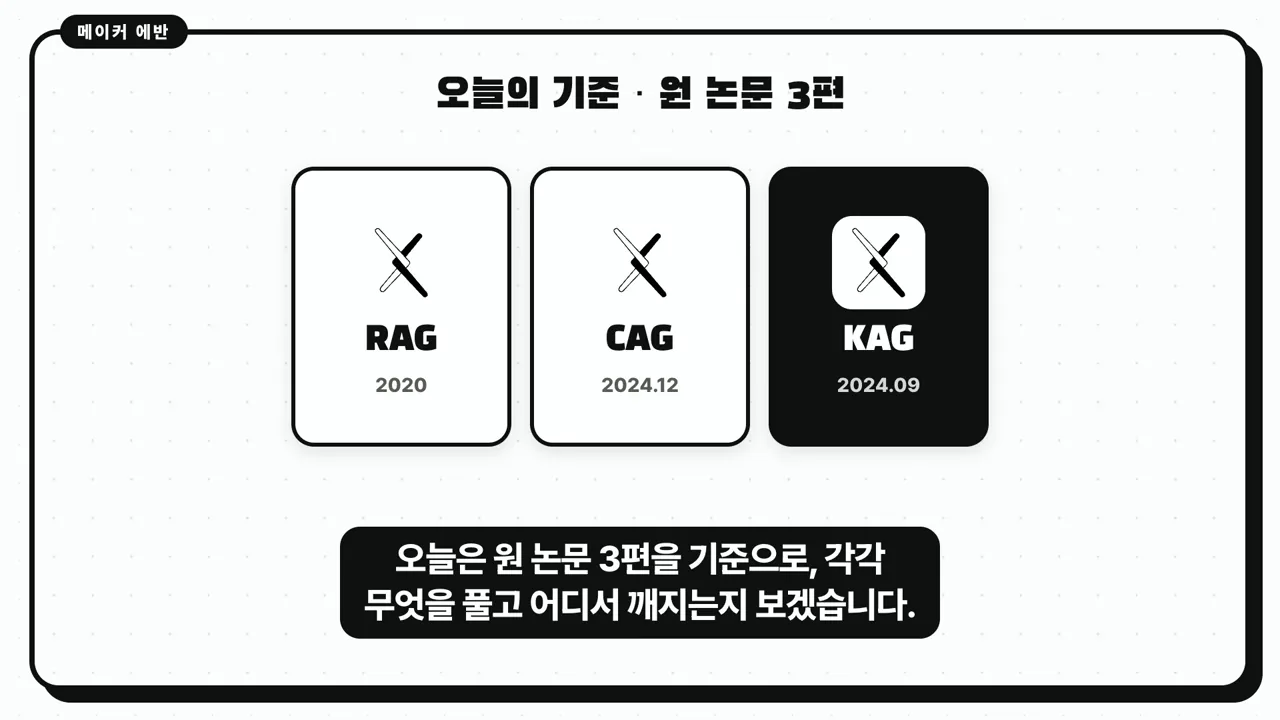 메이커 에반
오늘의 기준 · 원 논문 3편
RAG
2020
CAG
2024.12
KAG
2024.09
오늘은 원 논문 3편을 기준으로, 각각
무엇을 풀고 어디서 깨지는지 보겠습니다.